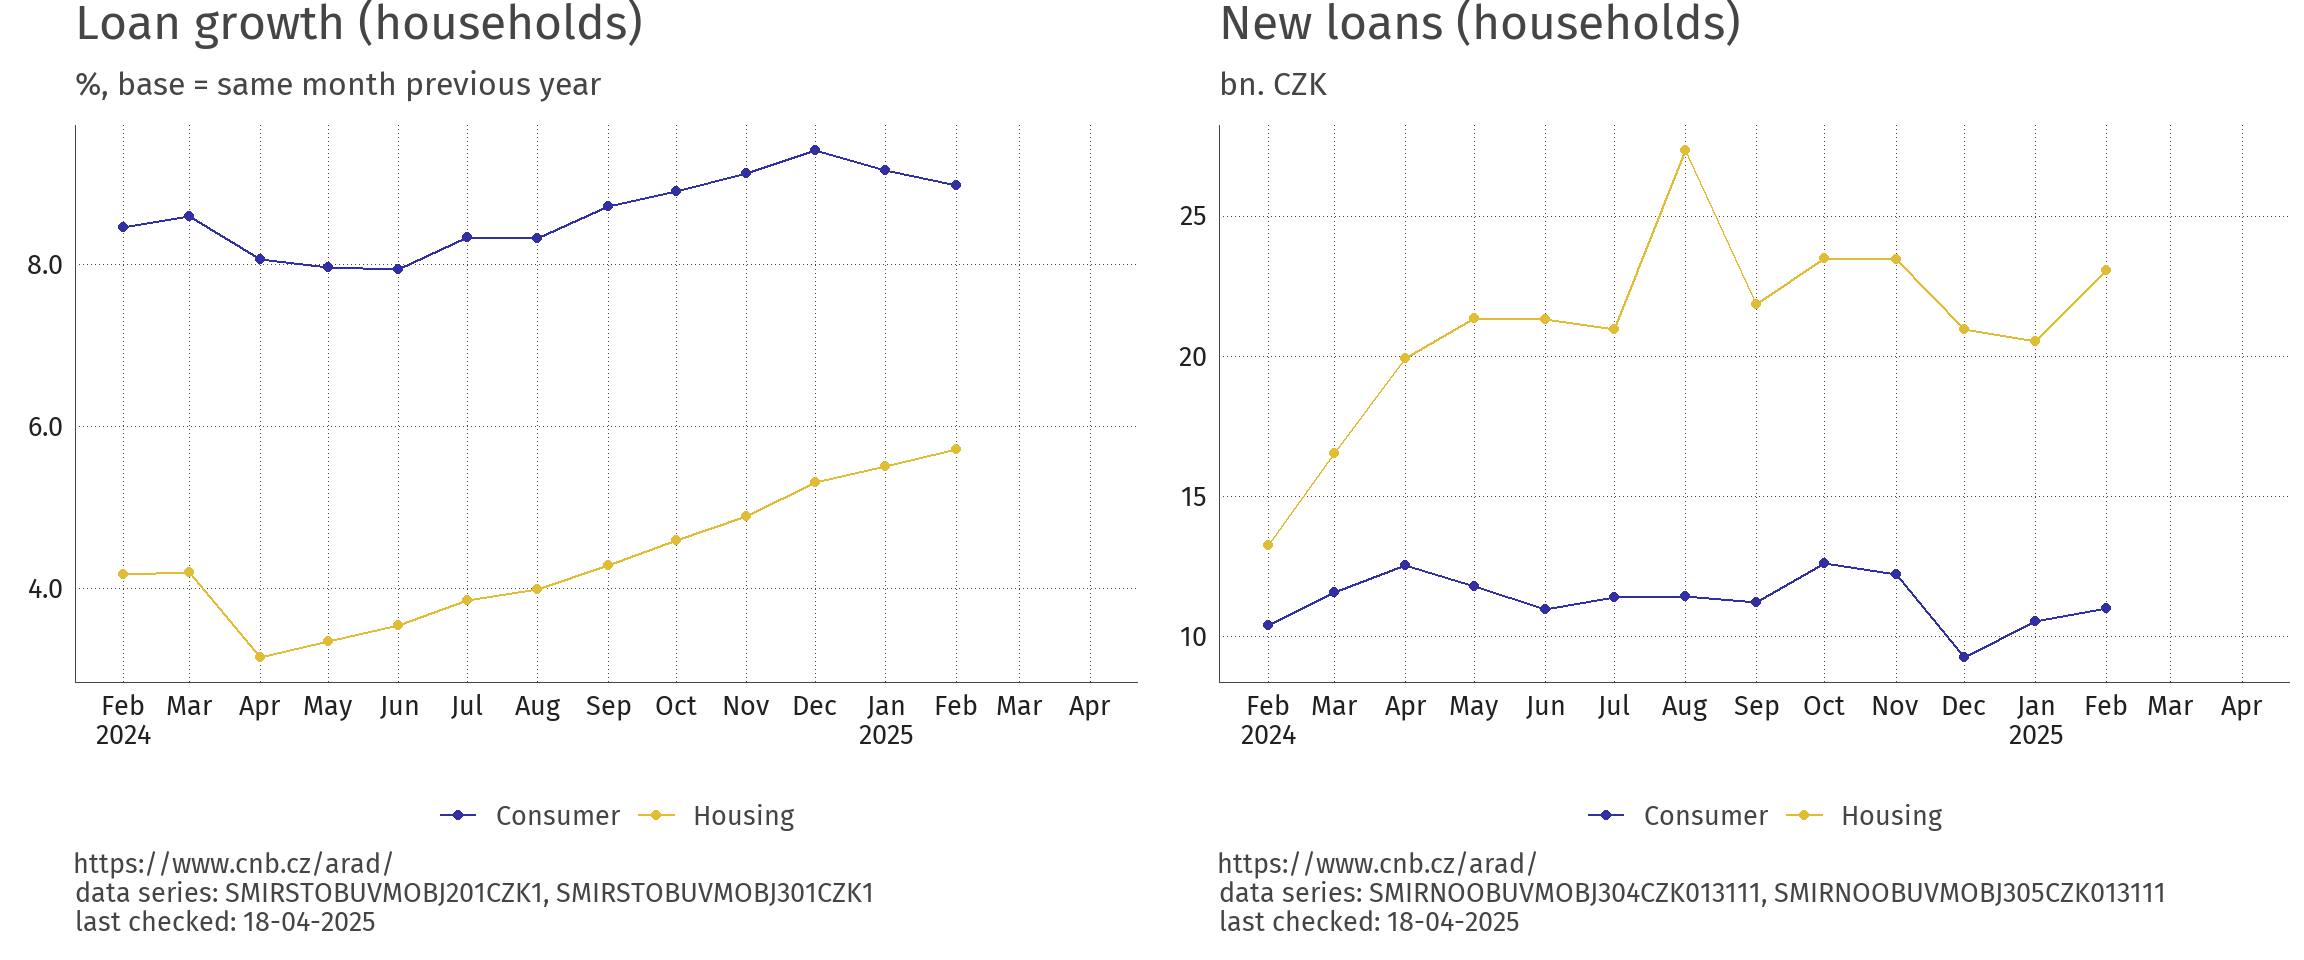 Loan growth (households)
%, base = same month previous year
8.0
6.0
4.0
Feb Mar Apr May Jun Jul Aug Sep Oct Nov Dec Jan Feb Mar Apr
2024 2025
Consumer Housing
https://www.cnb.cz/arad/
data series: SMIRSTOBUVMOBJ201CZK1, SMIRSTOBUVMOBJ301CZK1
last checked: 18-04-2025
New loans (households)
bn. CZK
25
20
15
10
Feb Mar Apr May Jun Jul Aug Sep Oct Nov Dec Jan Feb Mar Apr
2024 2025
Consumer Housing
https://www.cnb.cz/arad/
data series: SMIRNOOBUVMOBJ304CZK013111, SMIRNOOBUVMOBJ305CZK013111
last checked: 18-04-2025